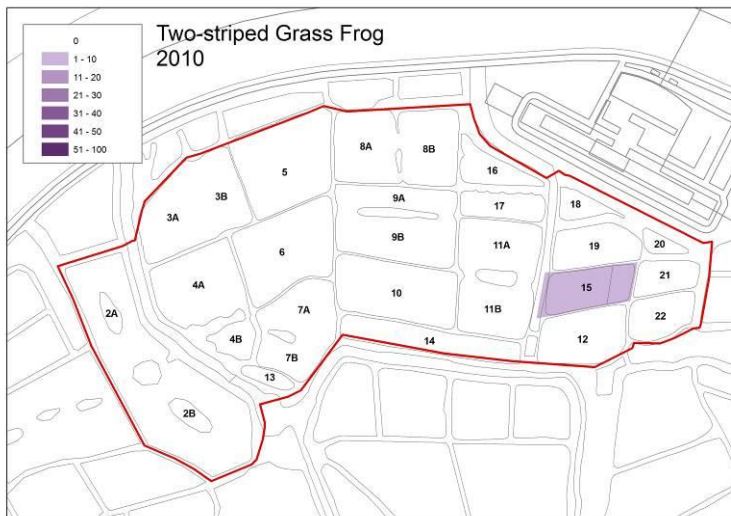 Two-striped Grass Frog
2010
0
1 - 10
11 - 20
21 - 30
31 - 40
41 - 50
51 - 100
8A
8B
5
16
3B
9A
17
18
3A
9B
11A
19
20
6
4A
10
15
21
2A
7A
11B
22
4B
14
12
7B
13
2B